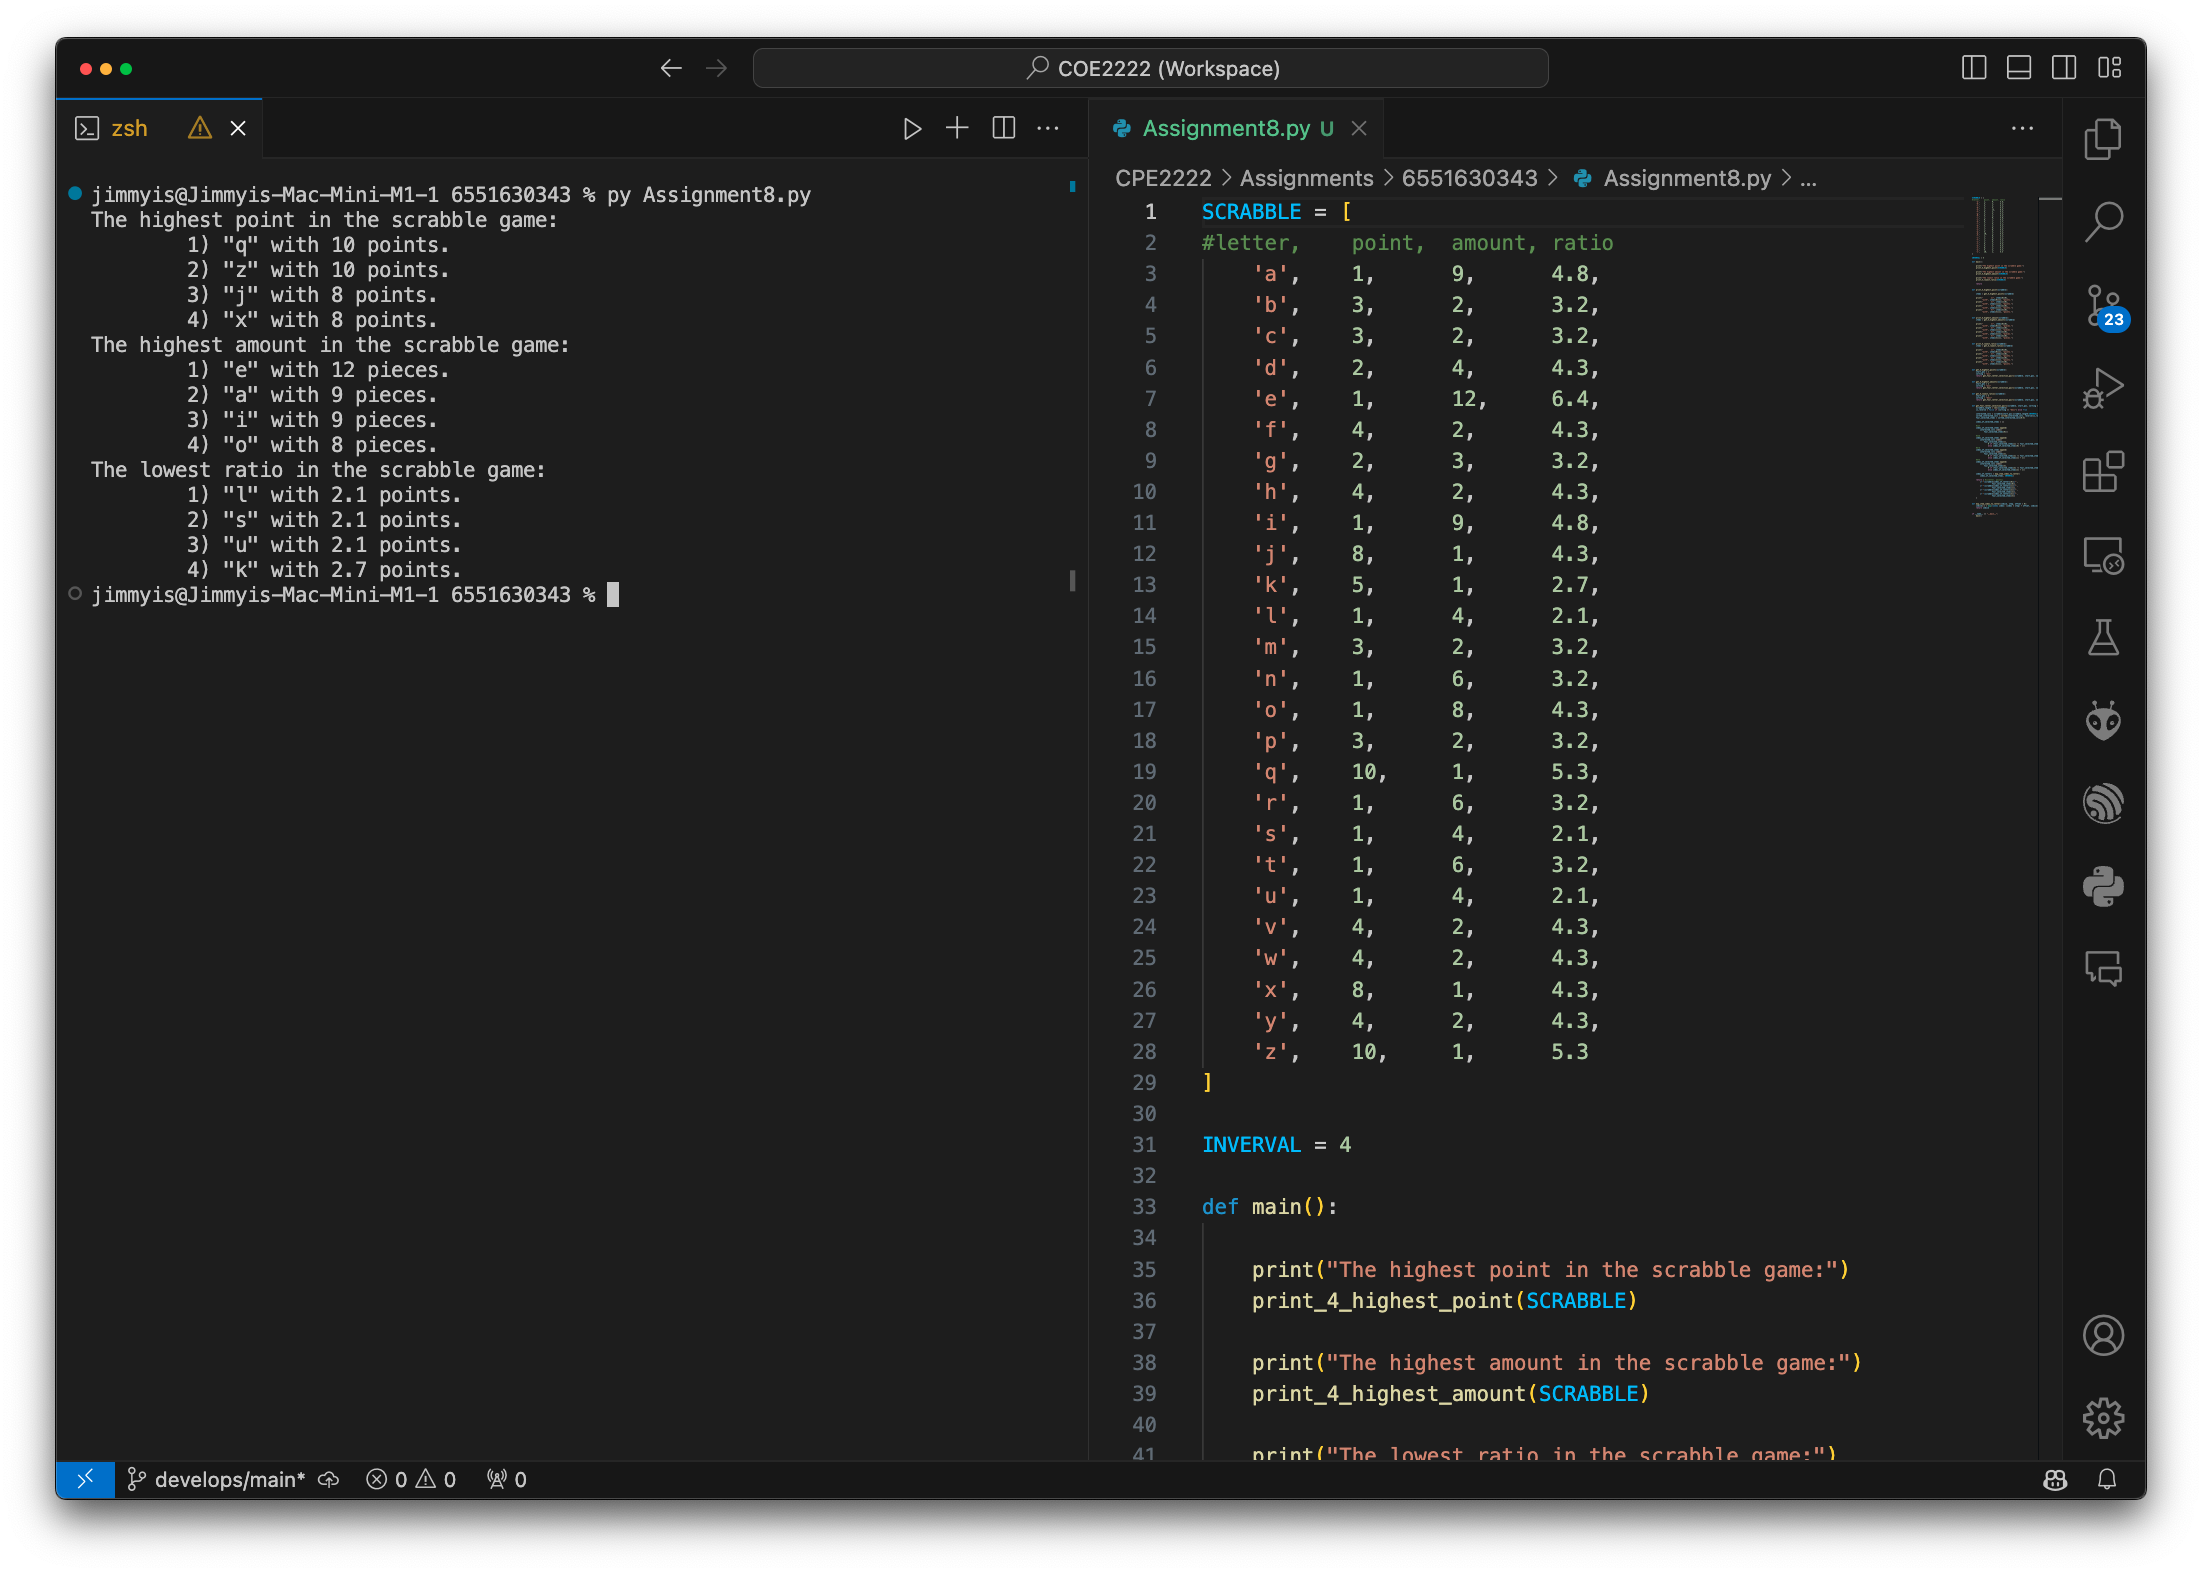 COE2222 (Workspace)
zsh
jimmyis@Jimmyis-Mac-Mini-M1-1 6551630343 % py Assignment8.py
The highest point in the scrabble game:
1) "q" with 10 points.
2) "z" with 10 points.
3) "j" with 8 points.
4) "x" with 8 points.
The highest amount in the scrabble game:
1) "e" with 12 pieces.
2) "a" with 9 pieces.
3) "i" with 9 pieces.
4) "o" with 8 pieces.
The lowest ratio in the scrabble game:
1) "l" with 2.1 points.
2) "s" with 2.1 points.
3) "u" with 2.1 points.
4) "k" with 2.7 points.
jimmyis@Jimmyis-Mac-Mini-M1-1 6551630343 %
Assignment8.py U
CPE2222 > Assignments > 6551630343 > Assignment8.py > ...
1 SCRABBLE = [
2 #letter, point, amount, ratio
3 'a', 1, 9, 4.8,
4 'b', 3, 2, 3.2,
5 'c', 3, 2, 3.2,
6 'd', 2, 4, 4.3,
7 'e', 1, 12, 6.4,
8 'f', 4, 2, 4.3,
9 'g', 2, 3, 3.2,
10 'h', 4, 2, 4.3,
11 'i', 1, 9, 4.8,
12 'j', 8, 1, 4.3,
13 'k', 5, 1, 2.7,
14 'l', 1, 4, 2.1,
15 'm', 3, 2, 3.2,
16 'n', 1, 6, 3.2,
17 'o', 1, 8, 4.3,
18 'p', 3, 2, 3.2,
19 'q', 10, 1, 5.3,
20 'r', 1, 6, 3.2,
21 's', 1, 4, 2.1,
22 't', 1, 6, 3.2,
23 'u', 1, 4, 2.1,
24 'v', 4, 2, 4.3,
25 'w', 4, 2, 4.3,
26 'x', 8, 1, 4.3,
27 'y', 4, 2, 4.3,
28 'z', 10, 1, 5.3
29 ]
30
31 INVERVAL = 4
32
33 def main():
34
35 print("The highest point in the scrabble game:")
36 print_4_highest_point(SCRABBLE)
37
38 print("The highest amount in the scrabble game:")
39 print_4_highest_amount(SCRABBLE)
40
41 print("The lowest ratio in the scrabble game:")
23
develops/main* 0 0 0